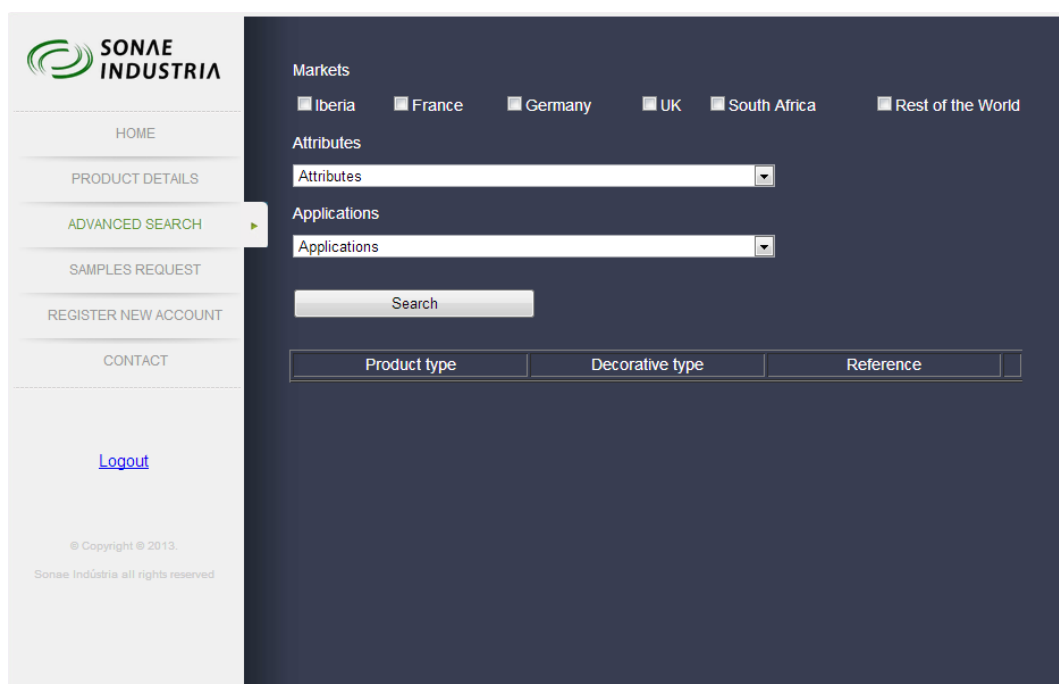 SONAE
INDUSTRIA
HOME
PRODUCT DETAILS
ADVANCED SEARCH
SAMPLES REQUEST
REGISTER NEW ACCOUNT
CONTACT
Logout
© Copyright © 2013.
Sonae Indústria all rights reserved
Markets
Iberia France Germany UK South Africa Rest of the World
Attributes
Attributes
Applications
Applications
Search
Product type Decorative type Reference